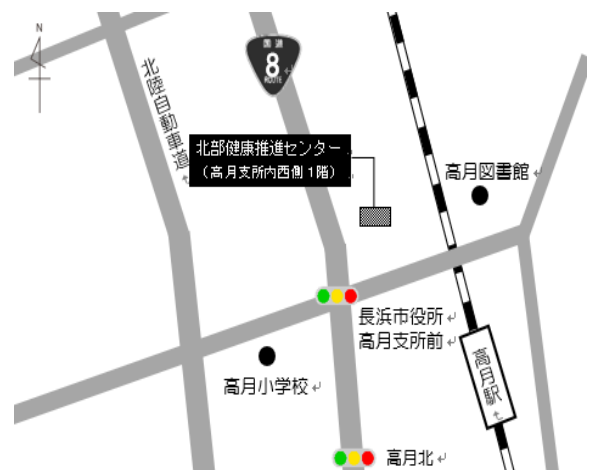 N
国道
8
ROUTE
北陸自動車道
北部健康推進センター
（高月支所内西側1階）
高月図書館
長浜市役所
高月支所前
高月駅
高月小学校
高月北